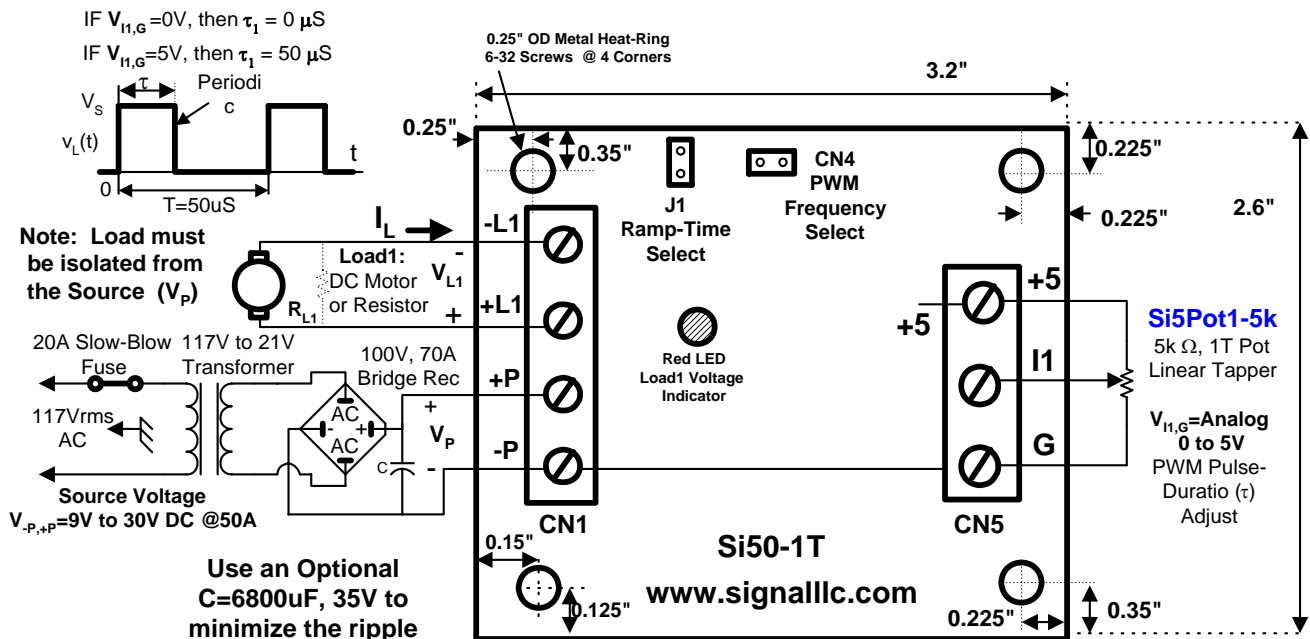 IF V_I1,G =0V, then τ1 = 0 µS
IF V_I1,G=5V, then τ1 = 50 µS
τ
Periodi
c
V_S
v_L(t)
t
0
T=50uS
Note: Load must
be isolated from
the Source (V_P)
0.25" OD Metal Heat-Ring
6-32 Screws @ 4 Corners
3.2"
0.25"
0.35"
0.225"
0.225"
2.6"
J1
Ramp-Time
Select
CN4
PWM
Frequency
Select
I_L
-L1
-
Load1:
DC Motor
or Resistor
V_L1
R_L1
+L1
+
20A Slow-Blow
Fuse
117V to 21V
Transformer
100V, 70A
Bridge Rec
117Vrms
AC
AC
-
+
AC
C
+P
+
V_P
-
-P
Source Voltage
V_-P,+P=9V to 30V DC @50A
CN1
Red LED
Load1 Voltage
Indicator
+5
+5
I1
G
CN5
Si5Pot1-5k
5k Ω, 1T Pot
Linear Tapper
V_I1,G=Analog
0 to 5V
PWM Pulse-
Duratio (τ)
Adjust
Use an Optional
C=6800uF, 35V to
minimize the ripple
0.15"
0.125"
Si50-1T
www.signalllc.com
0.225"
0.35"